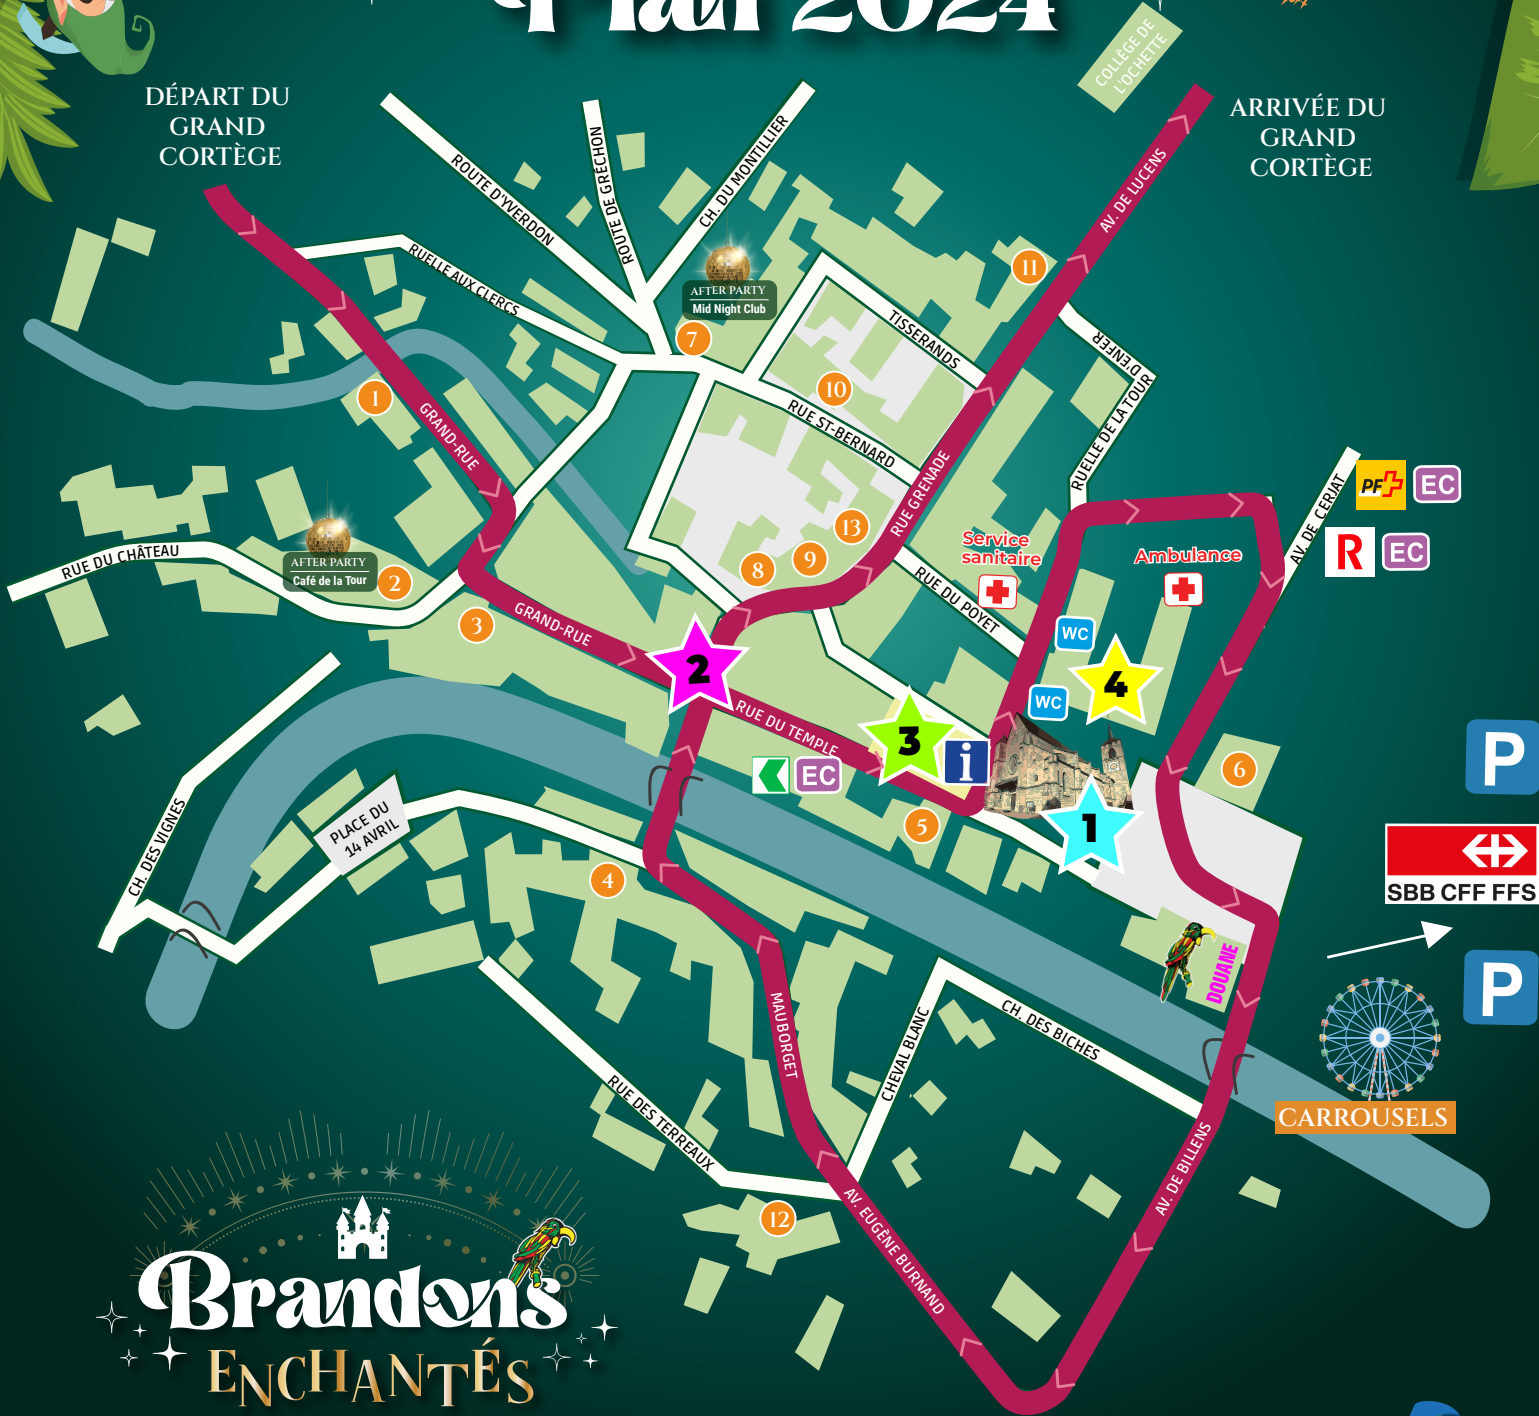 Plan 2024
COLLÈGE DE
L'OCHETTE
DÉPART DU
GRAND
CORTÈGE
ARRIVÉE DU
GRAND
CORTÈGE
ROUTE D'YVERDON
ROUTE DE GRÉCHON
CH. DU MONTILLIER
AV. DE LUCENS
RUELLE AUX CLERCS
AFTER PARTY
Mid Night Club
7
11
TISSERANDS
D'ENFER
1
GRAND-RUE
10
RUE ST-BERNARD
RUELLE DE LA TOUR
RUE GRENADE
AV. DE CERJAT
PF
EC
R
EC
13
9
8
Service
sanitaire
Ambulance
RUE DU CHÂTEAU
AFTER PARTY
Café de la Tour
2
3
GRAND-RUE
RUE DU POYET
WC
WC
2
4
RUE DU TEMPLE
3
i
EC
6
P
1
5
CH. DES VIGNES
PLACE DU
14 AVRIL
4
SBB CFF FFS
DOUANE
P
MAUBORGET
CHEVAL BLANC
CH. DES BICHES
CARROUSELS
RUE DES TERREAUX
AV. DE BILLENS
12
AV. EUGÈNE BURNAND
Brandons
ENCHANTÉS